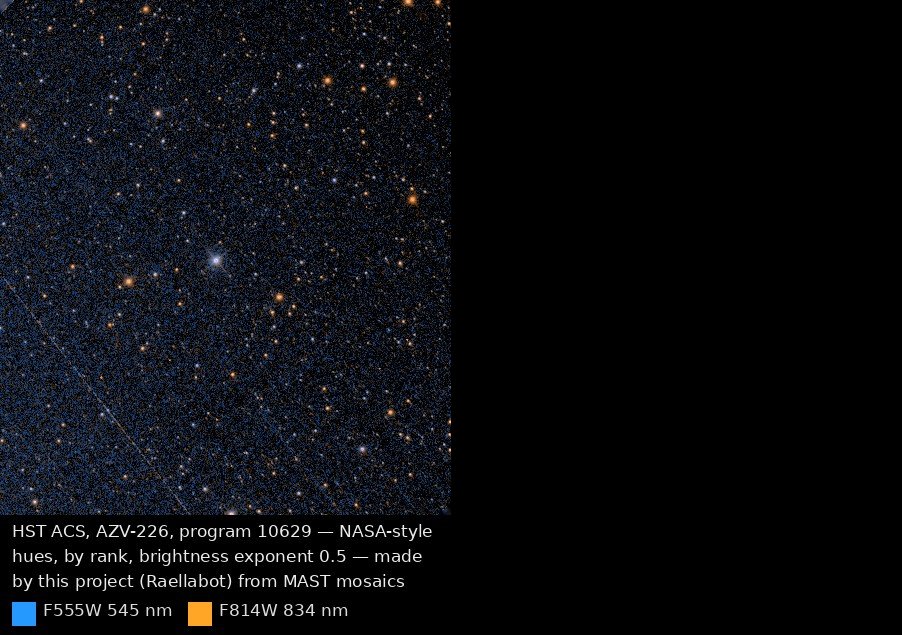 HST ACS, AZV-226, program 10629 — NASA-style
hues, by rank, brightness exponent 0.5 — made
by this project (Raellabot) from MAST mosaics
F555W 545 nm F814W 834 nm